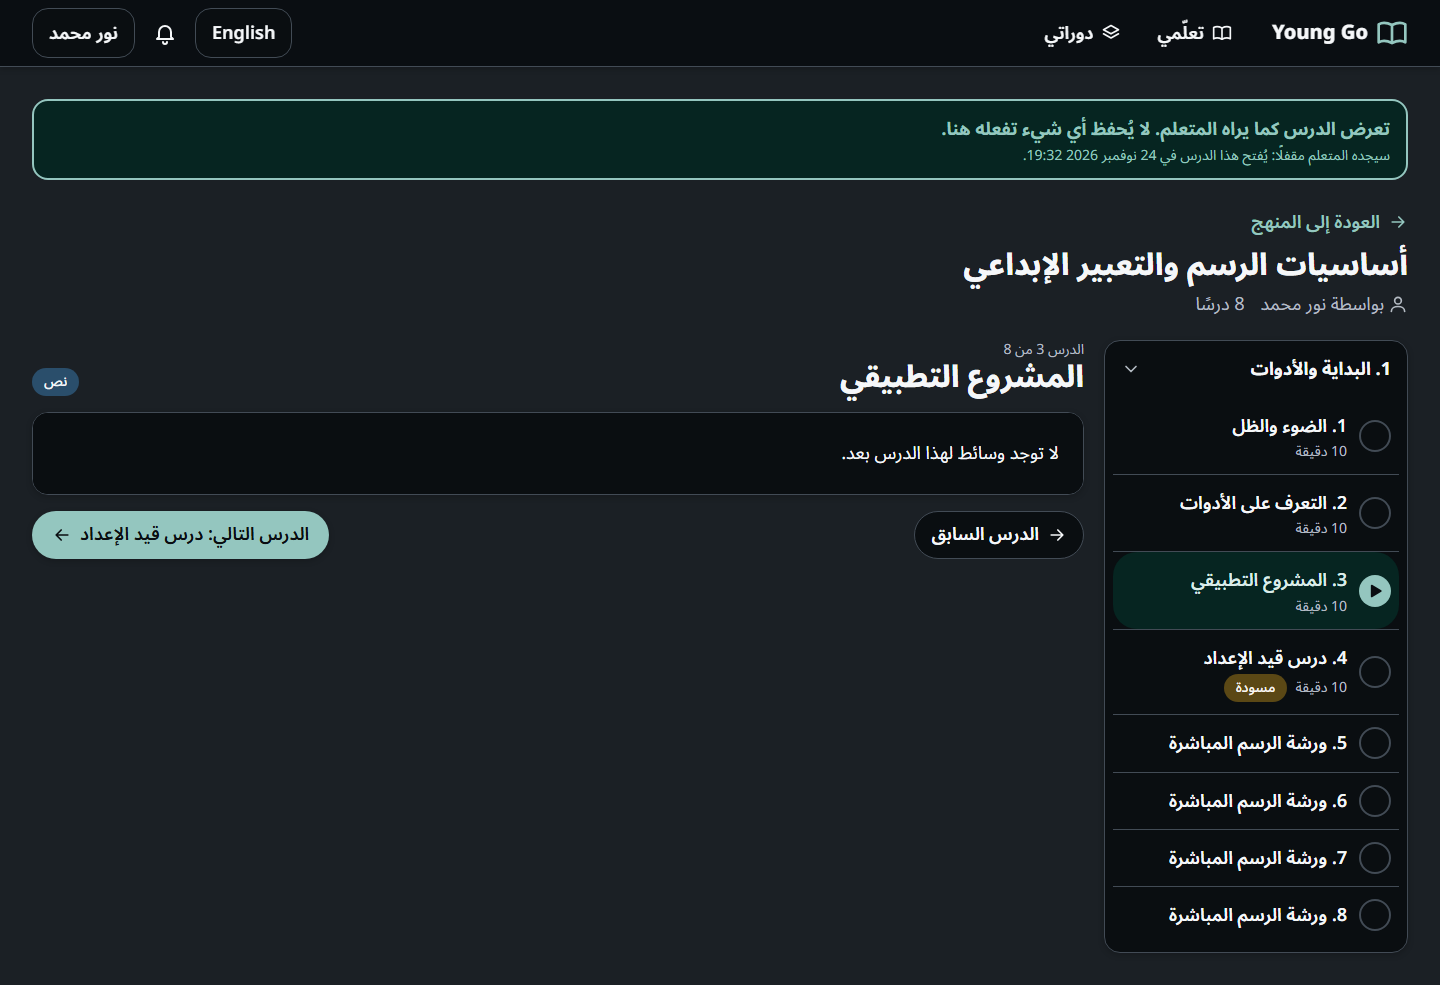 Young Go
تعلّمي
دوراتي
English
نور محمد
تعرض الدرس كما يراه المتعلم. لا يُحفظ أي شيء تفعله هنا.
سيجده المتعلم مقفلًا: يُفتح هذا الدرس في 24 نوفمبر 2026 19:32.
العودة إلى المنهج
أساسيات الرسم والتعبير الإبداعي
بواسطة نور محمد 8 درسًا
1. البداية والأدوات
1. الضوء والظل
10 دقيقة
2. التعرف على الأدوات
10 دقيقة
3. المشروع التطبيقي
10 دقيقة
4. درس قيد الإعداد
10 دقيقة مسودة
5. ورشة الرسم المباشرة
6. ورشة الرسم المباشرة
7. ورشة الرسم المباشرة
8. ورشة الرسم المباشرة
الدرس 3 من 8
المشروع التطبيقي
نص
لا توجد وسائط لهذا الدرس بعد.
الدرس السابق
الدرس التالي: درس قيد الإعداد